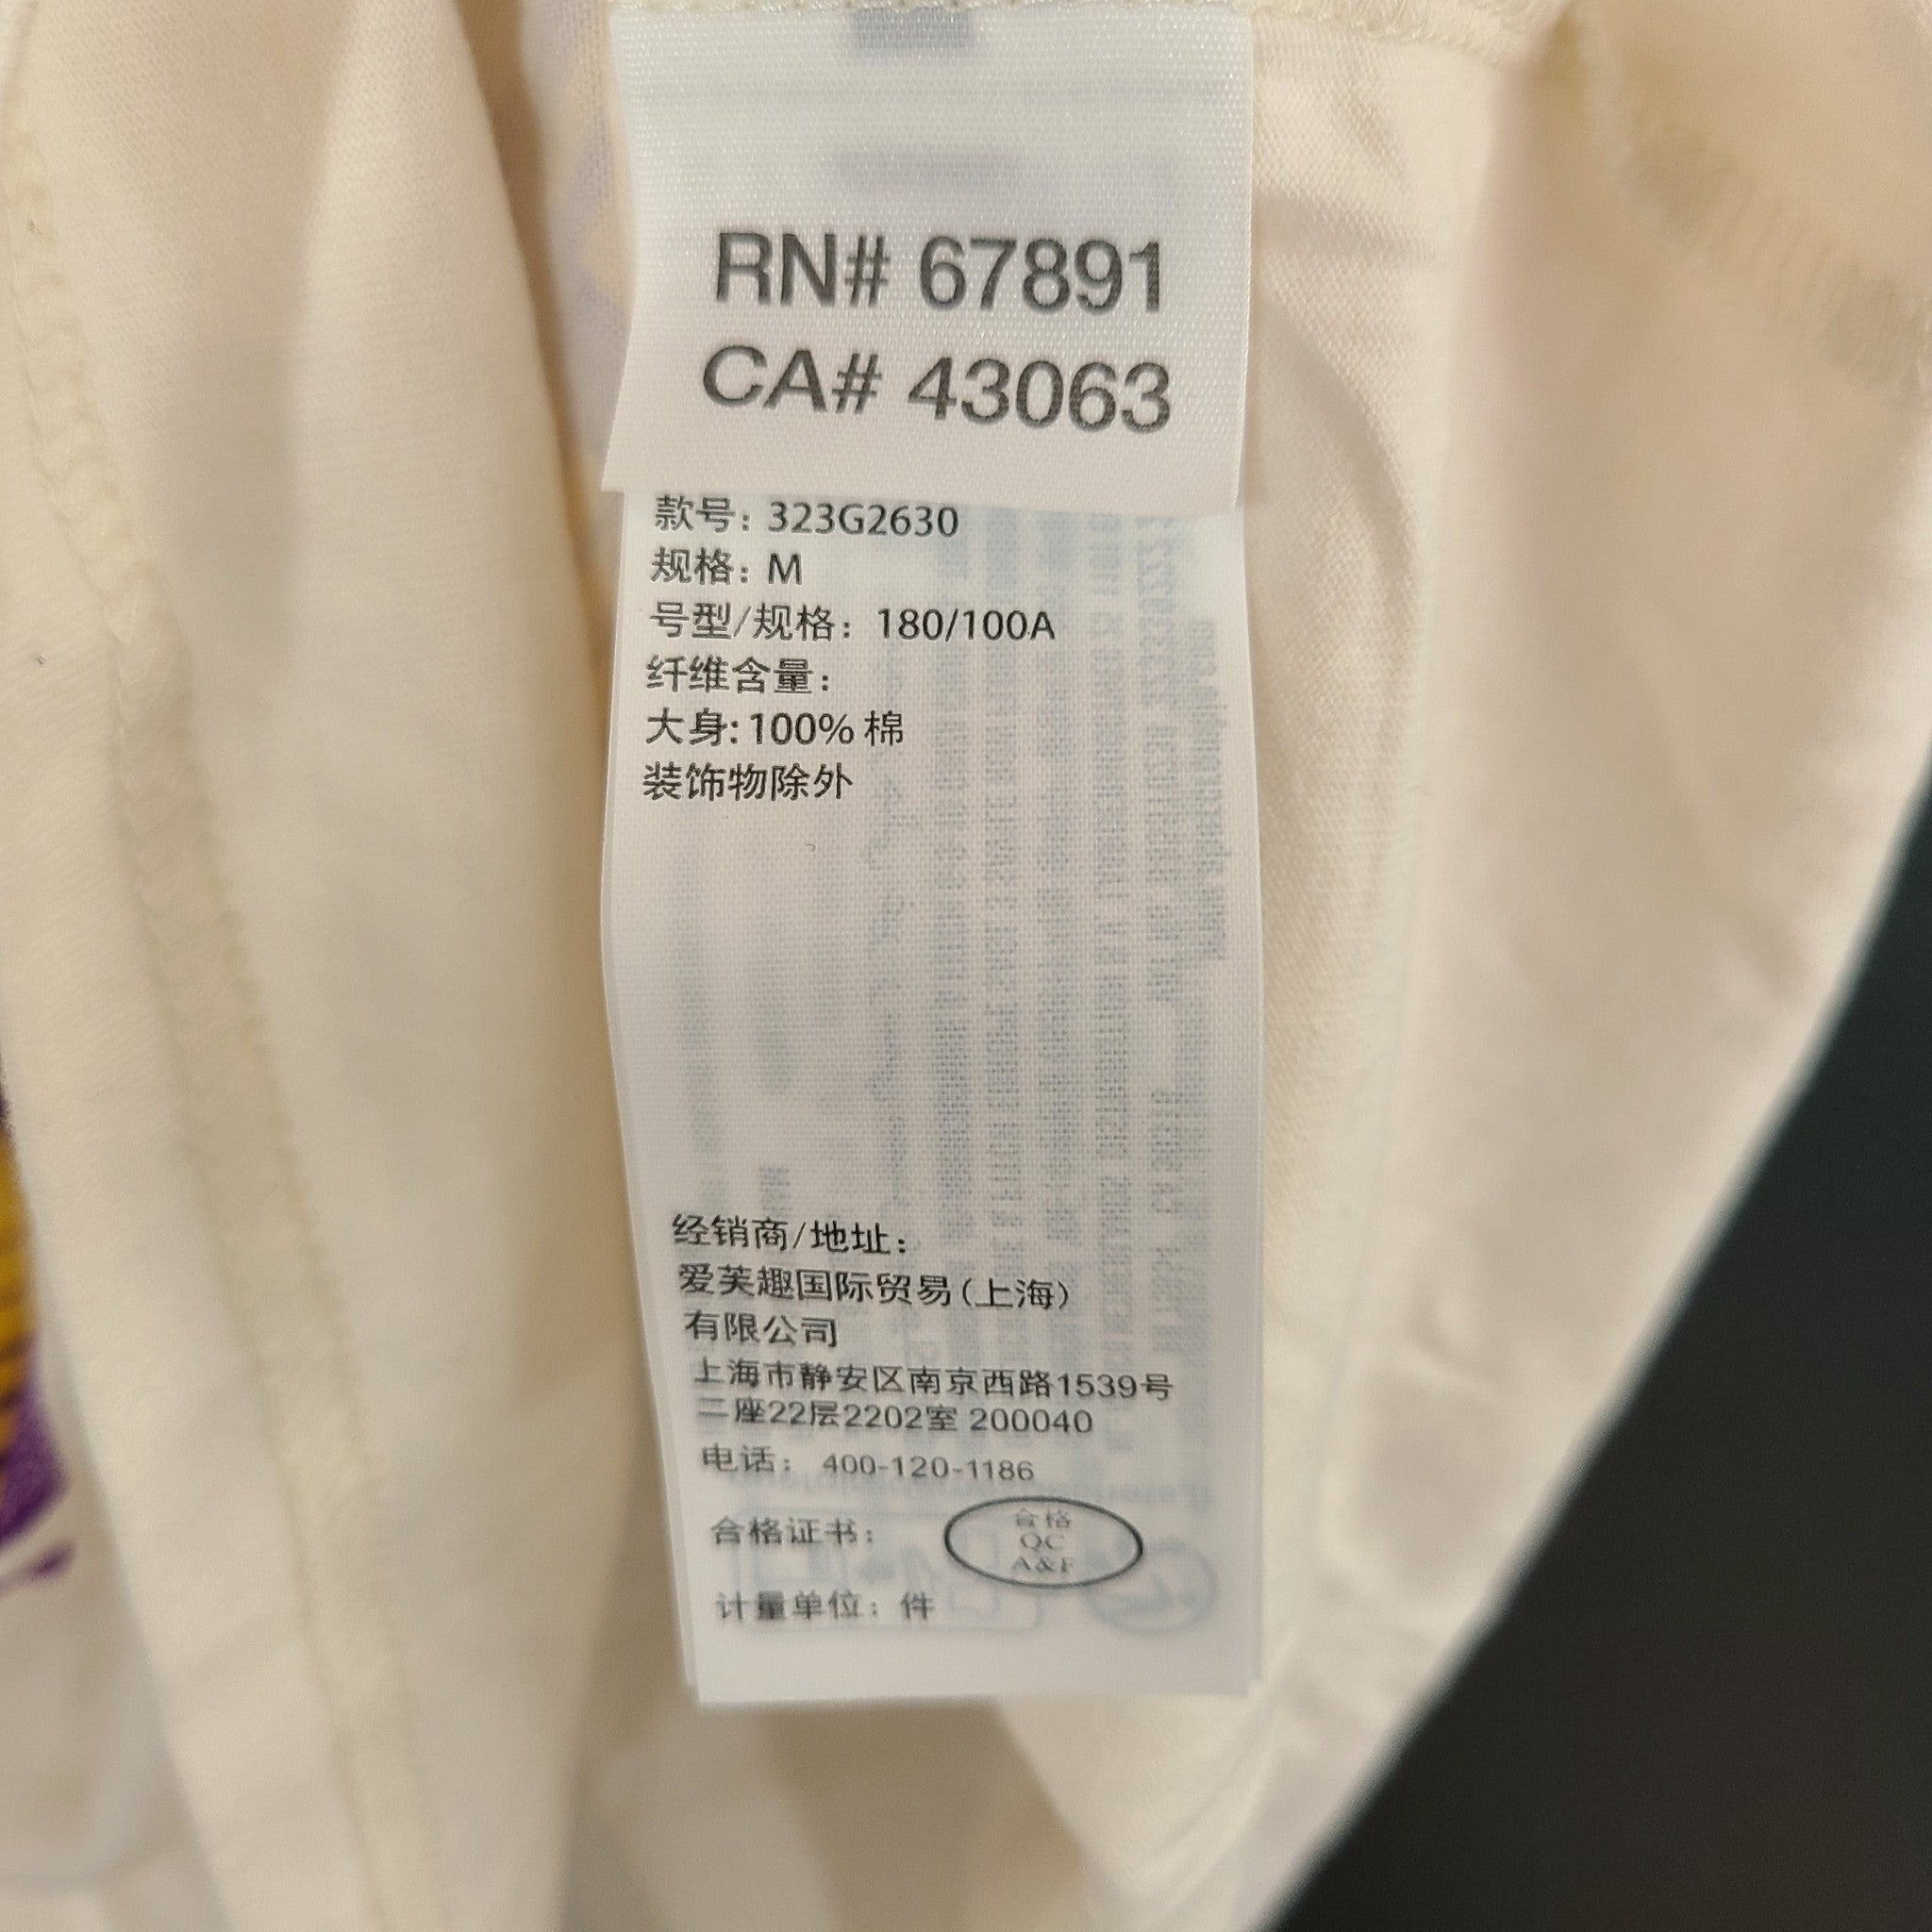 RN# 67891
CA# 43063
款号: 323G2630
规格: M
号型/规格: 180/100A
纤维含量:
大身:100% 棉
装饰物除外
经销商/地址:
爱芙趣国际贸易(上海)
有限公司
上海市静安区南京西路1539号
二座22层2202室 200040
电话: 400-120-1186
合格证书:
合格
QC
A&F
计量单位: 件